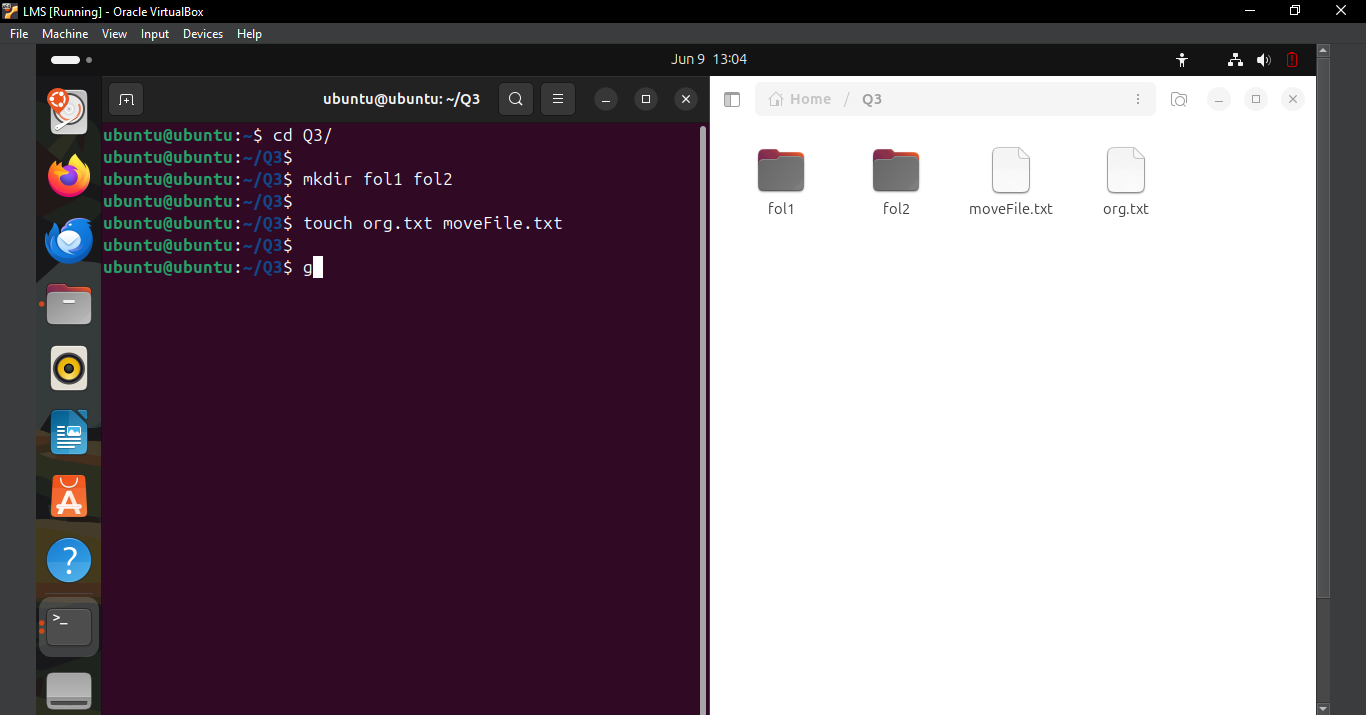 LMS [Running] - Oracle VirtualBox
File Machine View Input Devices Help
Jun 9 13:04
ubuntu@ubuntu: ~/Q3
ubuntu@ubuntu:~$ cd Q3/
ubuntu@ubuntu:~/Q3$
ubuntu@ubuntu:~/Q3$ mkdir fol1 fol2
ubuntu@ubuntu:~/Q3$
ubuntu@ubuntu:~/Q3$ touch org.txt moveFile.txt
ubuntu@ubuntu:~/Q3$
ubuntu@ubuntu:~/Q3$ g
Home / Q3
fol1 fol2 moveFile.txt org.txt